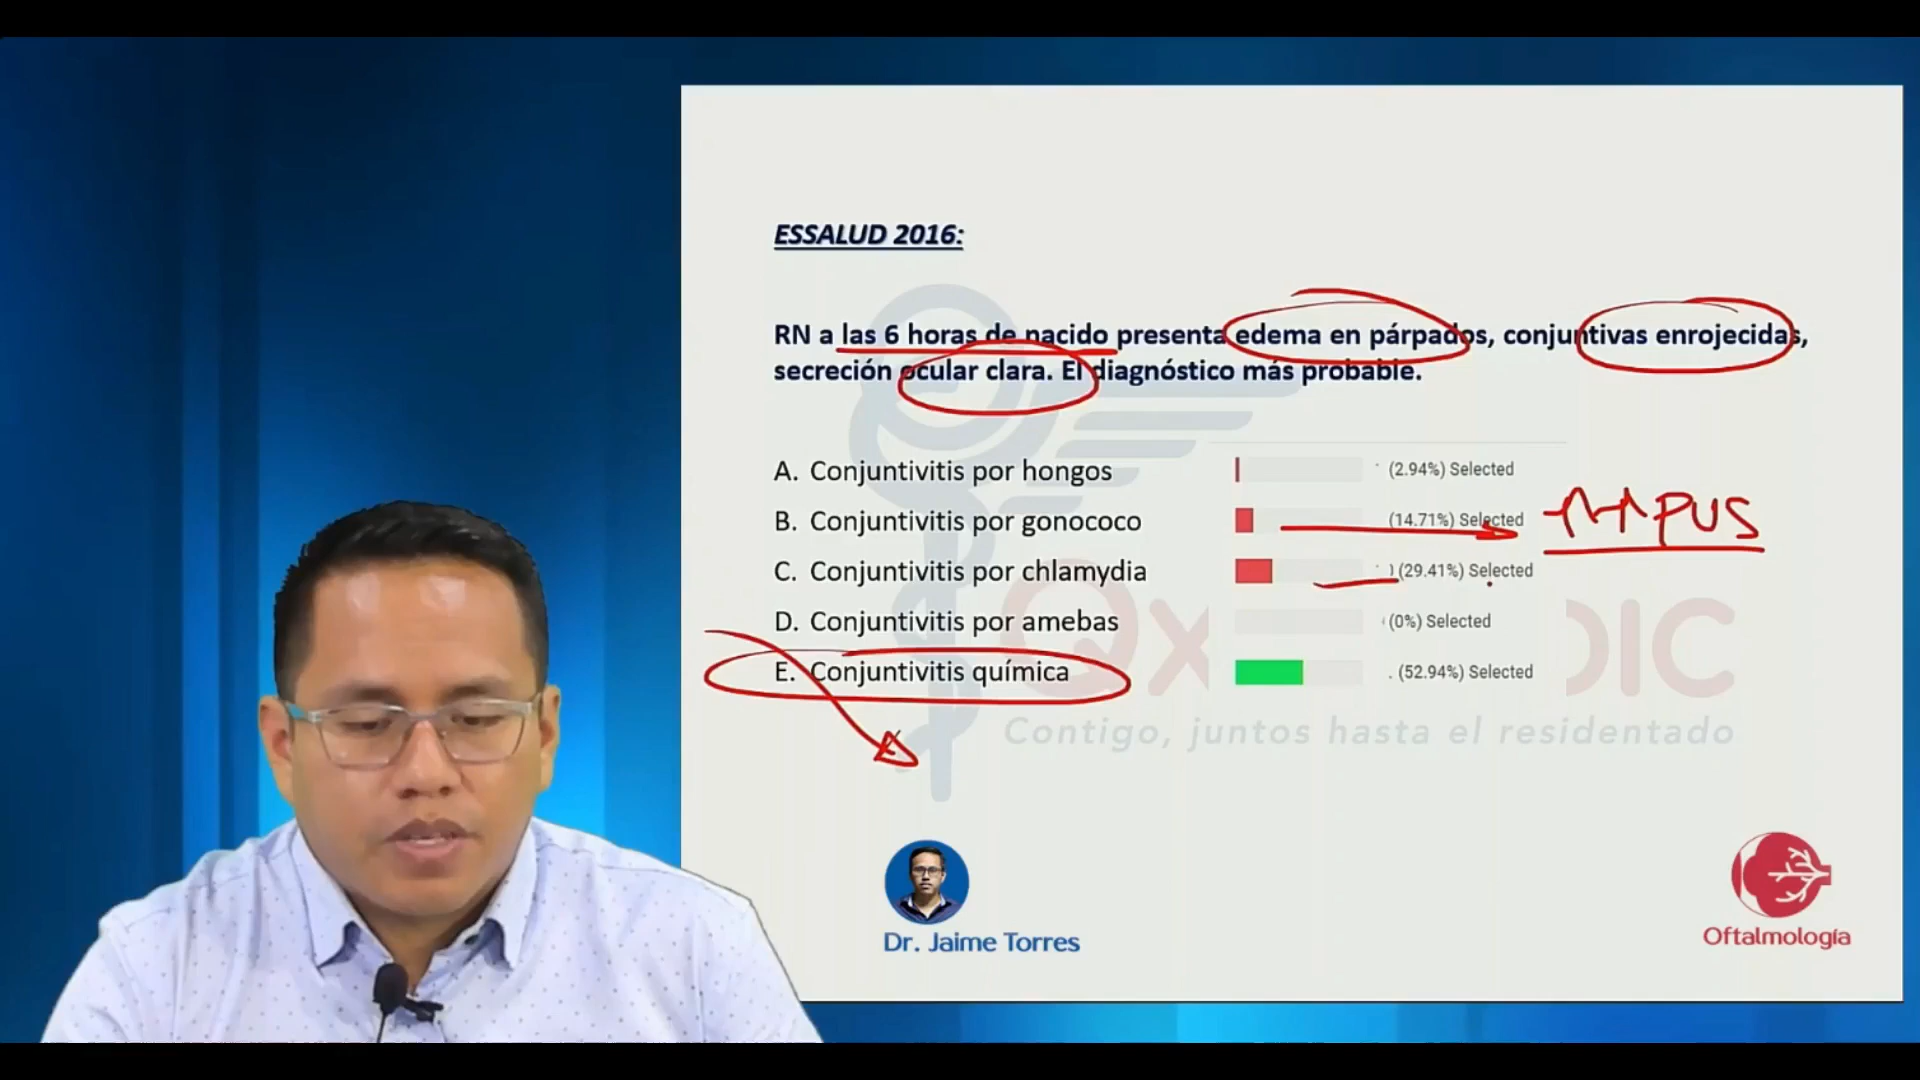 ESSALUD 2016:
RN a las 6 horas de nacido presenta edema en párpados, conjuntivas enrojecidas,
secreción ocular clara. El diagnóstico más probable.
A. Conjuntivitis por hongos (2.94%) Selected
B. Conjuntivitis por gonococo (14.71%) Selected PUS
C. Conjuntivitis por chlamydia (29.41%) Selected
D. Conjuntivitis por amebas (0%) Selected
E. Conjuntivitis química (52.94%) Selected
Contigo, juntos hasta el residentado
Dr. Jaime Torres
Oftalmología